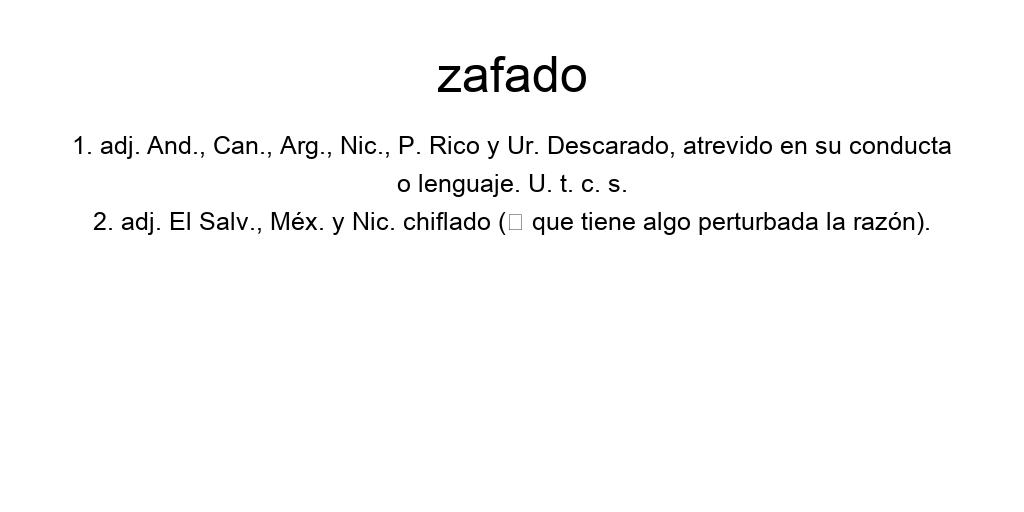 zafado
1. adj. And., Can., Arg., Nic., P. Rico y Ur. Descarado, atrevido en su conducta
o lenguaje. U. t. c. s.
2. adj. El Salv., Méx. y Nic. chiflado (▯ que tiene algo perturbada la razón).